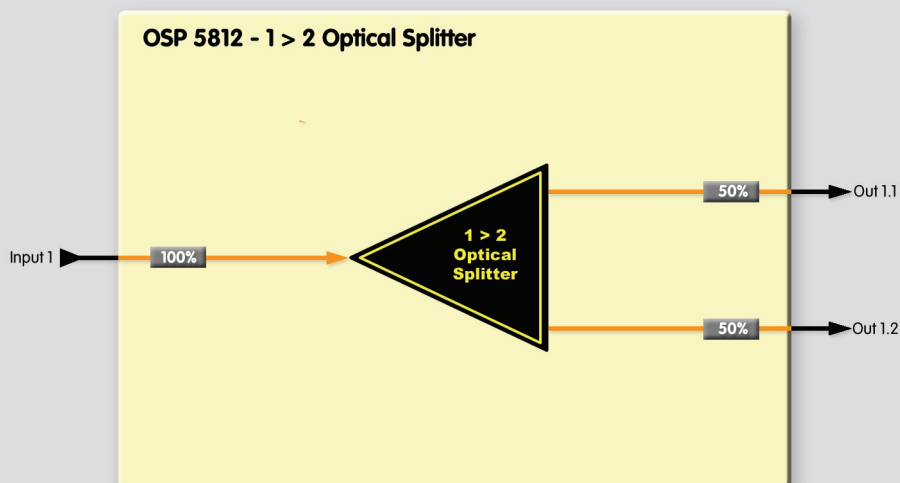 OSP 5812 - 1 > 2 Optical Splitter
Input 1
100%
1 > 2
Optical
Splitter
50%
Out 1.1
50%
Out 1.2